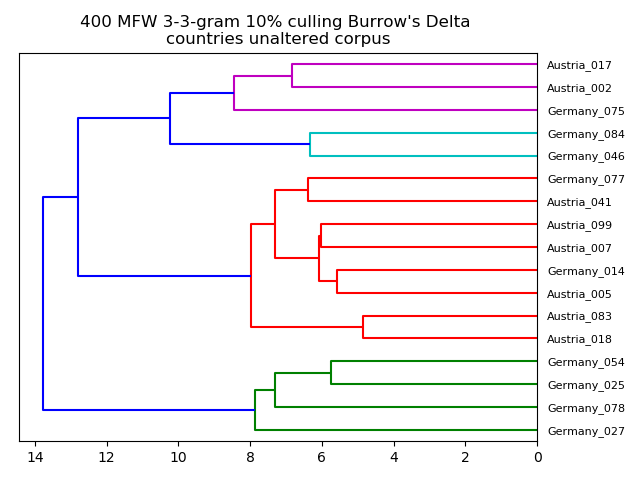 400 MFW 3-3-gram 10% culling Burrow's Delta
countries unaltered corpus
Austria_017
Austria_002
Germany_075
Germany_084
Germany_046
Germany_077
Austria_041
Austria_099
Austria_007
Germany_014
Austria_005
Austria_083
Austria_018
Germany_054
Germany_025
Germany_078
Germany_027
14 12 10 8 6 4 2 0